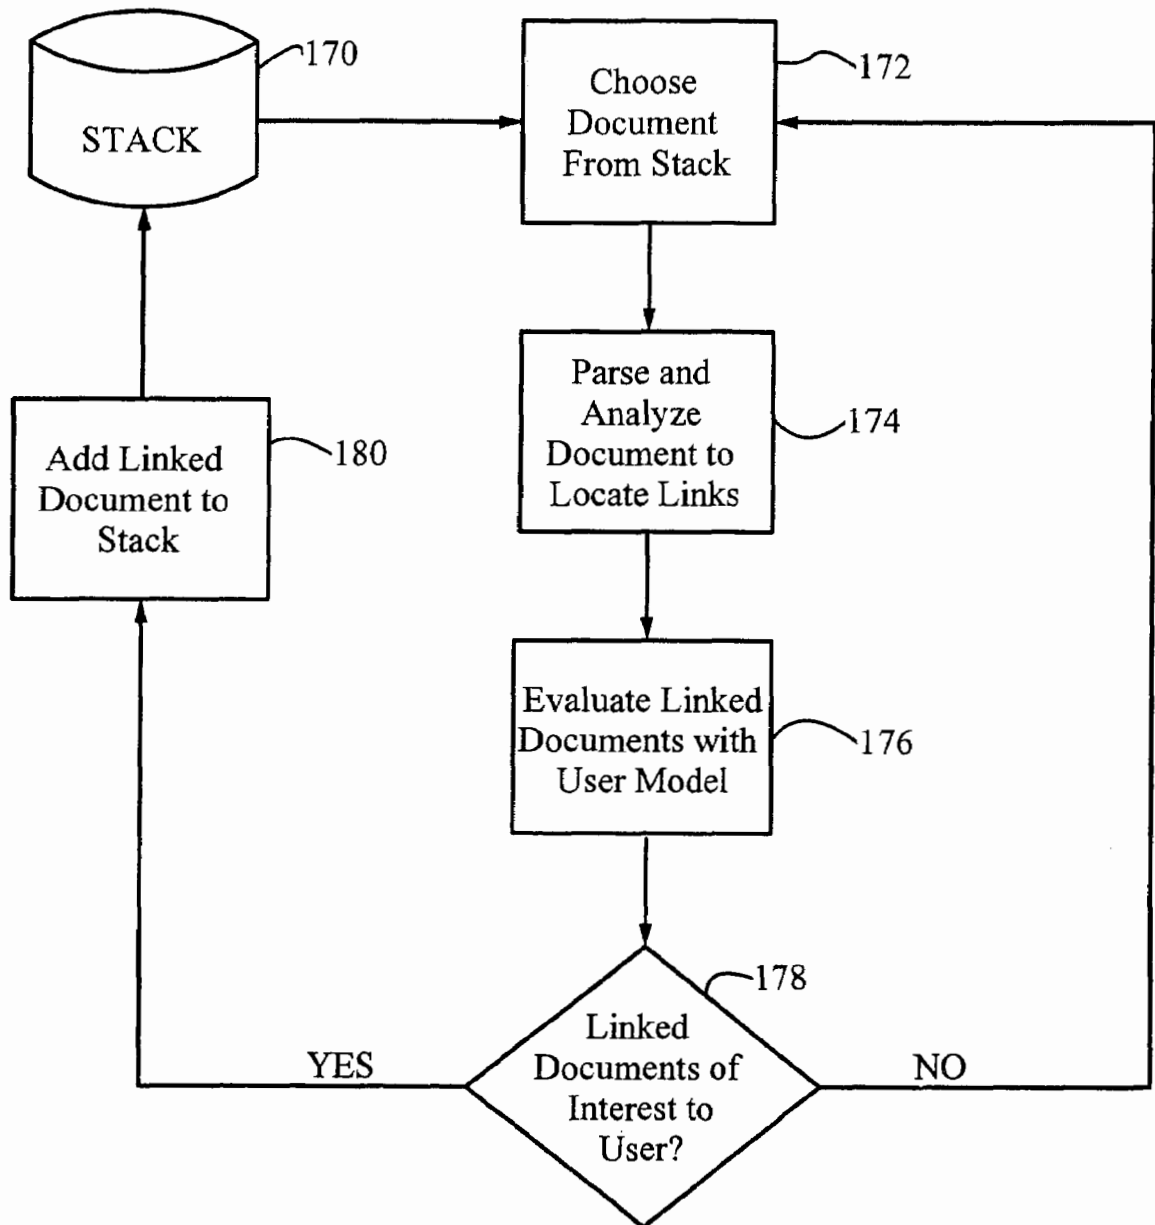 STACK
170
Choose
Document
From Stack
172
Parse and
Analyze
Document to
Locate Links
174
Add Linked
Document to
Stack
180
Evaluate Linked
Documents with
User Model
176
Linked
Documents of
Interest to
User?
178
YES
NO